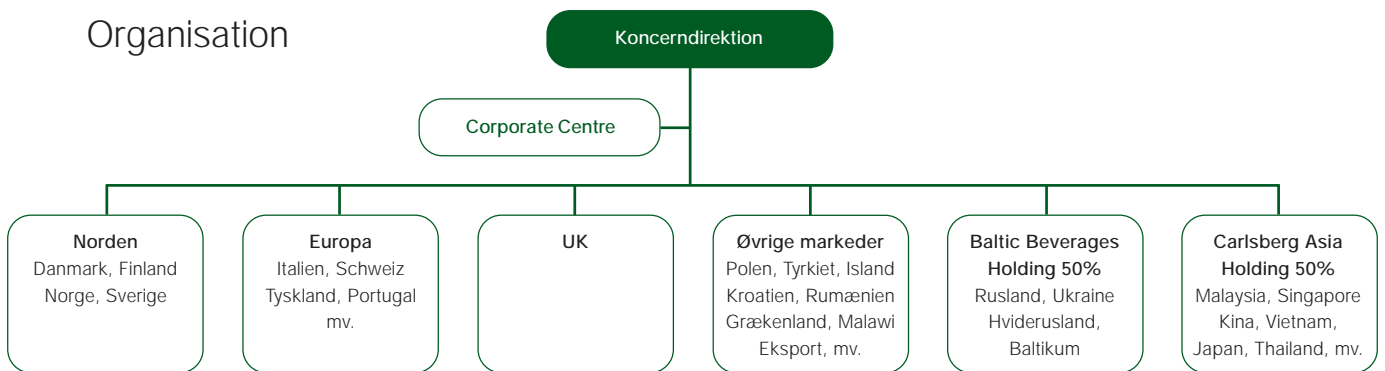 Organisation
Koncerndirektion
Corporate Centre
Norden
Danmark, Finland
Norge, Sverige
Europa
Italien, Schweiz
Tyskland, Portugal
mv.
UK
Øvrige markeder
Polen, Tyrkiet, Island
Kroatien, Rumænien
Grækenland, Malawi
Eksport, mv.
Baltic Beverages
Holding 50%
Rusland, Ukraine
Hviderusland,
Baltikum
Carlsberg Asia
Holding 50%
Malaysia, Singapore
Kina, Vietnam,
Japan, Thailand, mv.